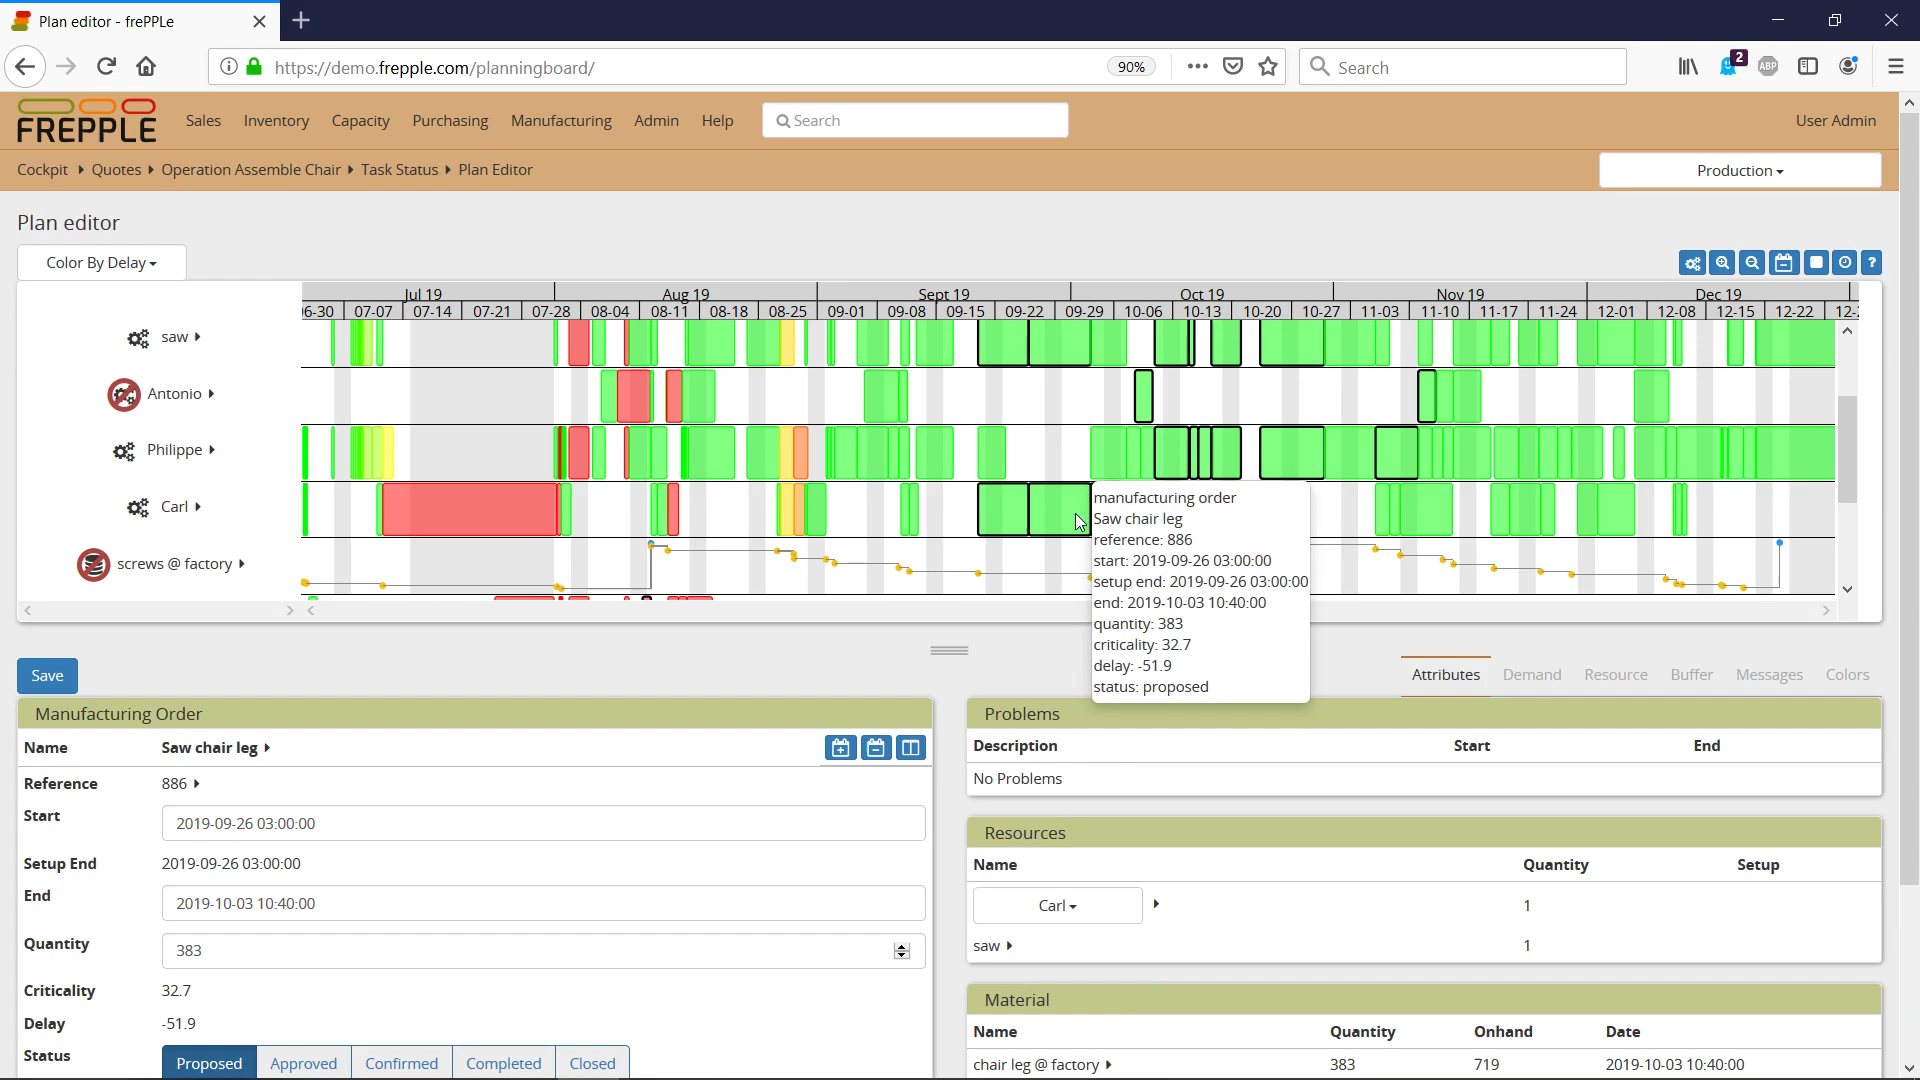 Plan editor - frePPLe
https://demo.frepple.com/planningboard/
90%
Search
2
ABP
FREPPLE
Sales Inventory Capacity Purchasing Manufacturing Admin Help
Search
User Admin
Cockpit Quotes Operation Assemble Chair Task Status Plan Editor
Production
Plan editor
Color By Delay
?
Jul 19 Aug 19 Sept 19 Oct 19 Nov 19 Dec 19
6-30 07-07 07-14 07-21 07-28 08-04 08-11 08-18 08-25 09-01 09-08 09-15 09-22 09-29 10-06 10-13 10-20 10-27 11-03 11-10 11-17 11-24 12-01 12-08 12-15 12-22 12-2
saw
Antonio
Philippe
Carl
screws @ factory
manufacturing order
Saw chair leg
reference: 886
start: 2019-09-26 03:00:00
setup end: 2019-09-26 03:00:00
end: 2019-10-03 10:40:00
quantity: 383
criticality: 32.7
delay: -51.9
status: proposed
Save
Attributes Demand Resource Buffer Messages Colors
Manufacturing Order
Name Saw chair leg
Reference 886
Start 2019-09-26 03:00:00
Setup End 2019-09-26 03:00:00
End 2019-10-03 10:40:00
Quantity 383
Criticality 32.7
Delay -51.9
Status Proposed Approved Confirmed Completed Closed
Problems
Description Start End
No Problems
Resources
Name Quantity Setup
Carl 1
saw 1
Material
Name Quantity Onhand Date
chair leg @ factory 383 719 2019-10-03 10:40:00